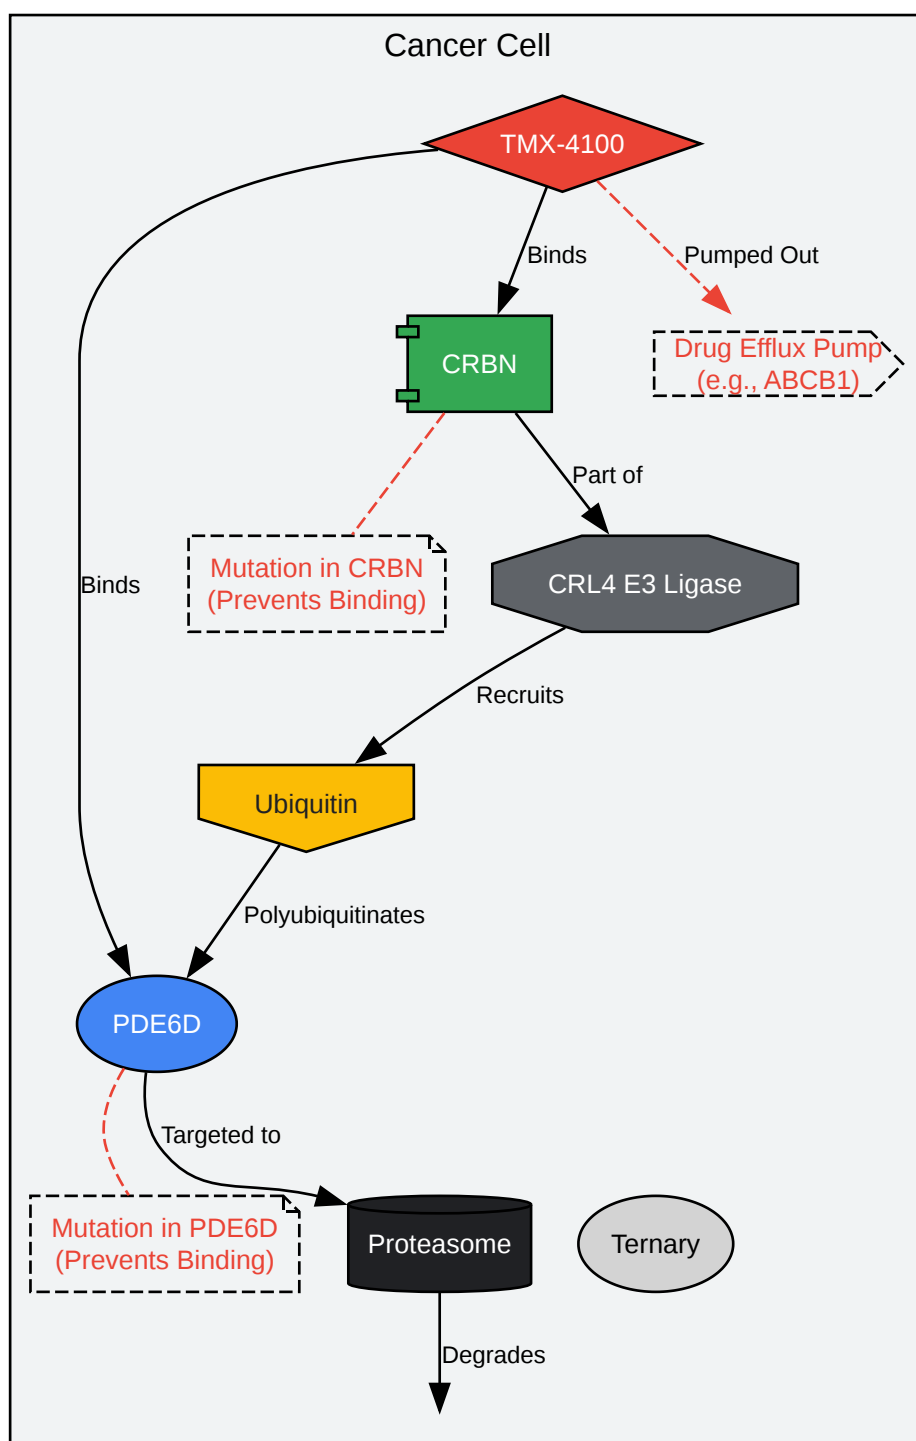 Cancer Cell
TMX-4100
Binds
Pumped Out
CRBN
Drug Efflux Pump
(e.g., ABCB1)
Part of
Mutation in CRBN
(Prevents Binding)
CRL4 E3 Ligase
Binds
Recruits
Ubiquitin
Polyubiquitinates
PDE6D
Targeted to
Mutation in PDE6D
(Prevents Binding)
Proteasome
Ternary
Degrades